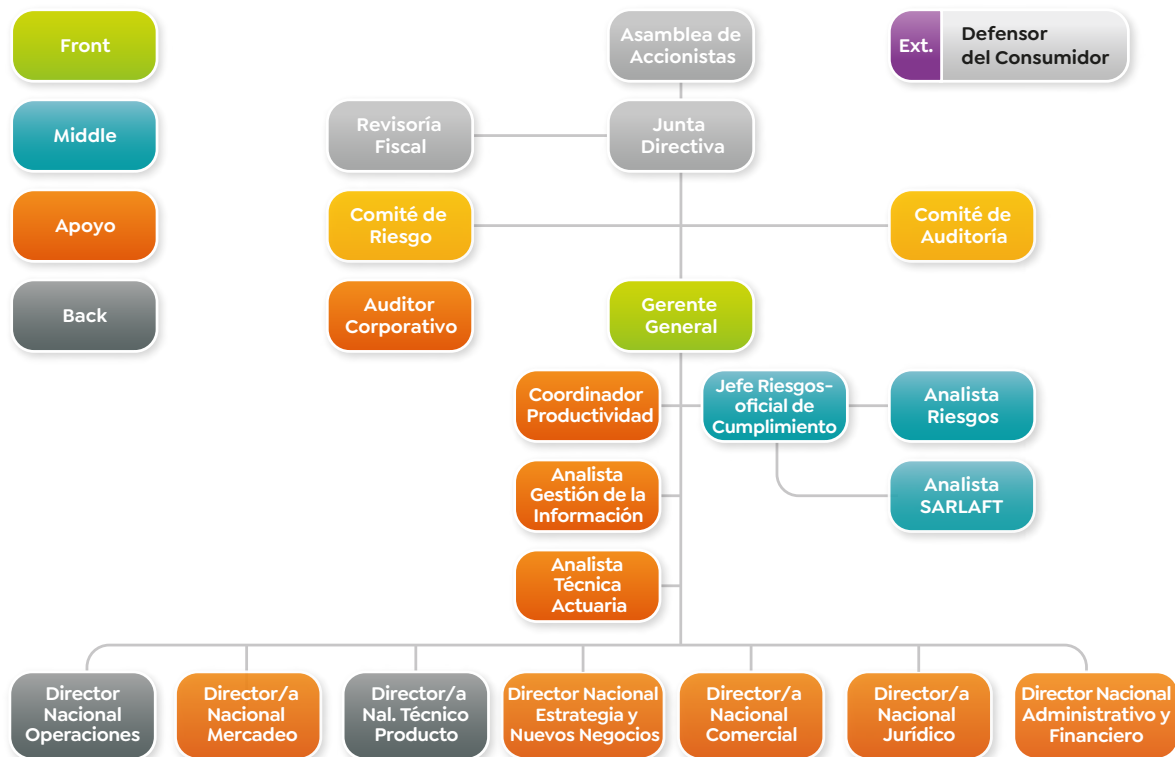 Front
Asamblea de
Accionistas
Ext.
Defensor
del Consumidor
Middle
Revisoría
Fiscal
Junta
Directiva
Apoyo
Comité de
Riesgo
Comité de
Auditoría
Back
Auditor
Corporativo
Gerente
General
Coordinador
Productividad
Jefe Riesgos-
oficial de
Cumplimiento
Analista
Riesgos
Analista
Gestión de la
Información
Analista
SARLAFT
Analista
Técnica
Actuaria
Director
Nacional
Operaciones
Director/a
Nacional
Mercadeo
Director/a
Nal. Técnico
Producto
Director Nacional
Estrategia y
Nuevos Negocios
Director/a
Nacional
Comercial
Director/a
Nacional
Jurídico
Director Nacional
Administrativo y
Financiero